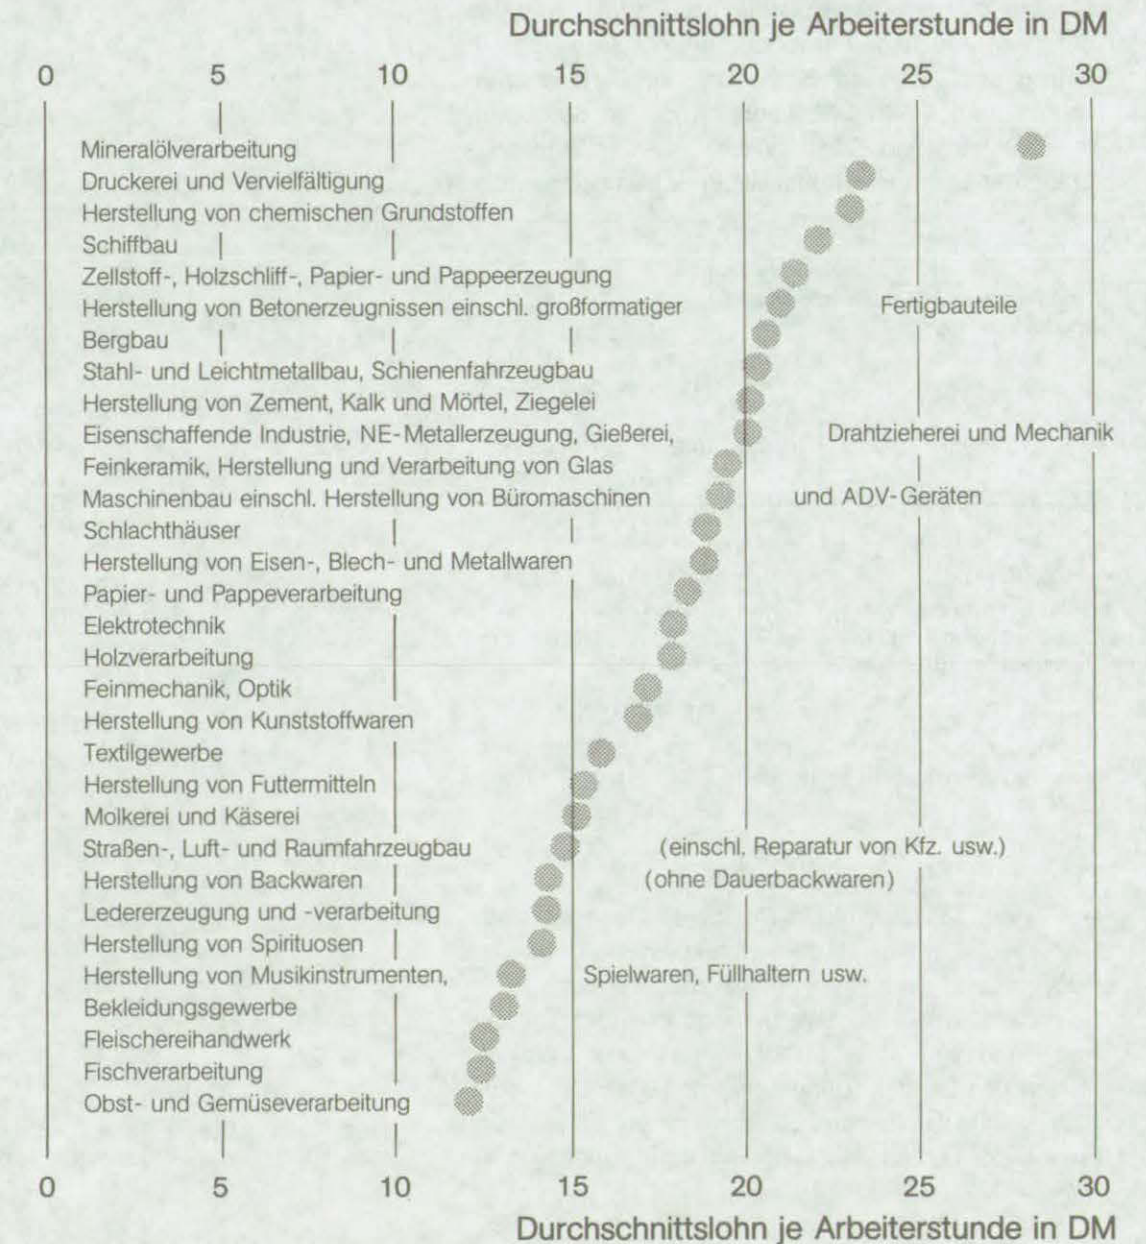 Durchschnittslohn je Arbeiterstunde in DM
0 5 10 15 20 25 30
Mineralölverarbeitung
Druckerei und Vervielfältigung
Herstellung von chemischen Grundstoffen
Schiffbau
Zellstoff-, Holzschliff-, Papier- und Pappeerzeugung
Herstellung von Betonerzeugnissen einschl. großformatiger Fertigbauteile
Bergbau
Stahl- und Leichtmetallbau, Schienenfahrzeugbau
Herstellung von Zement, Kalk und Mörtel, Ziegelei
Eisenschaffende Industrie, NE-Metallerzeugung, Gießerei, Drahtzieherei und Mechanik
Feinkeramik, Herstellung und Verarbeitung von Glas
Maschinenbau einschl. Herstellung von Büromaschinen und ADV-Geräten
Schlachthäuser
Herstellung von Eisen-, Blech- und Metallwaren
Papier- und Pappeverarbeitung
Elektrotechnik
Holzverarbeitung
Feinmechanik, Optik
Herstellung von Kunststoffwaren
Textilgewerbe
Herstellung von Futtermitteln
Molkerei und Käserei
Straßen-, Luft- und Raumfahrzeugbau (einschl. Reparatur von Kfz. usw.)
Herstellung von Backwaren (ohne Dauerbackwaren)
Ledererzeugung und -verarbeitung
Herstellung von Spirituosen
Herstellung von Musikinstrumenten, Spielwaren, Füllhaltern usw.
Bekleidungsgewerbe
Fleischereihandwerk
Fischverarbeitung
Obst- und Gemüseverarbeitung
0 5 10 15 20 25 30
Durchschnittslohn je Arbeiterstunde in DM